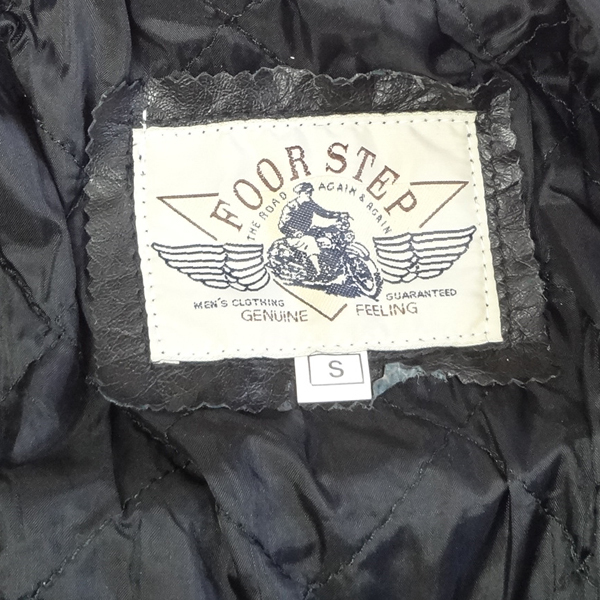 FOOR STEP
THE ROAD AGAIN & AGAIN
MEN'S CLOTHING GUARANTEED
GENUINE FEELING
S